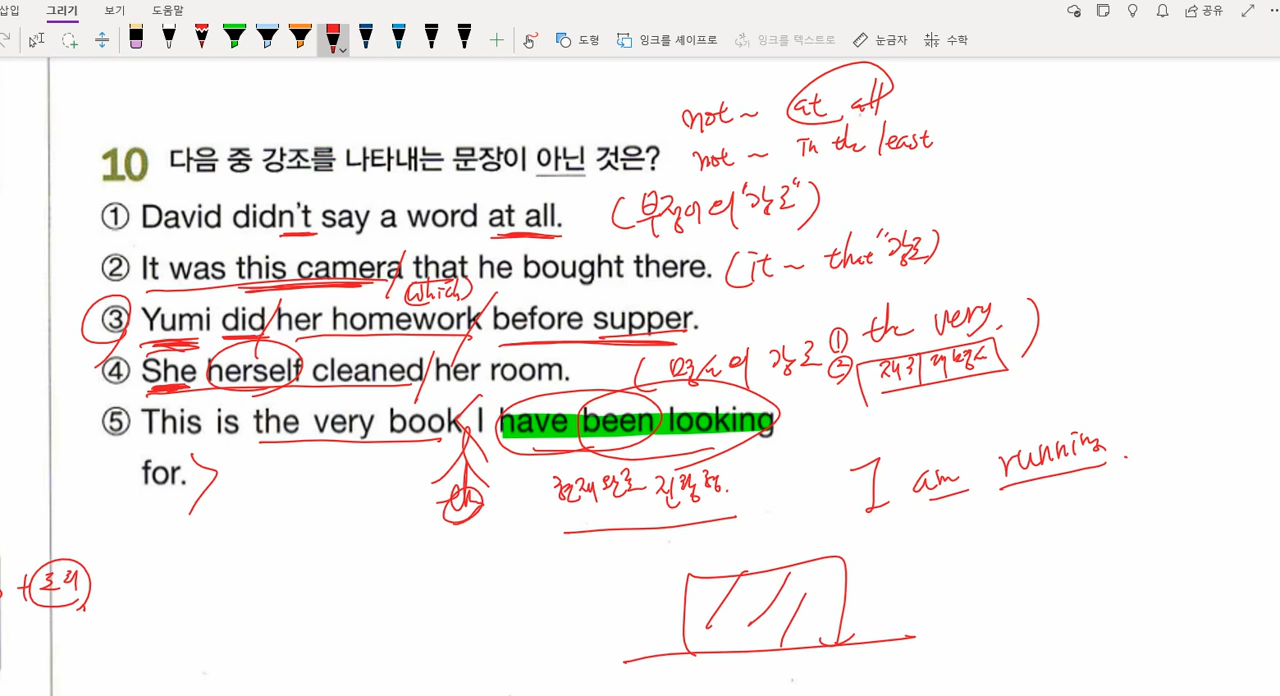 삽입 그리기 보기 도움말 공유
도형 잉크를 셰이프로 잉크를 텍스트로 눈금자 수학
not ~ at all
not ~ in the least
10 다음 중 강조를 나타내는 문장이 아닌 것은?
① David didn't say a word at all. (부정어의 "강조")
② It was this camera that he bought there. (it ~ that "강조)
(which)
③ Yumi did her homework before supper.
① the very
④ She herself cleaned her room. (명사의 강조 ②
⑤ This is the very book I have been looking
for.
현재완료 진행형.
I am running.